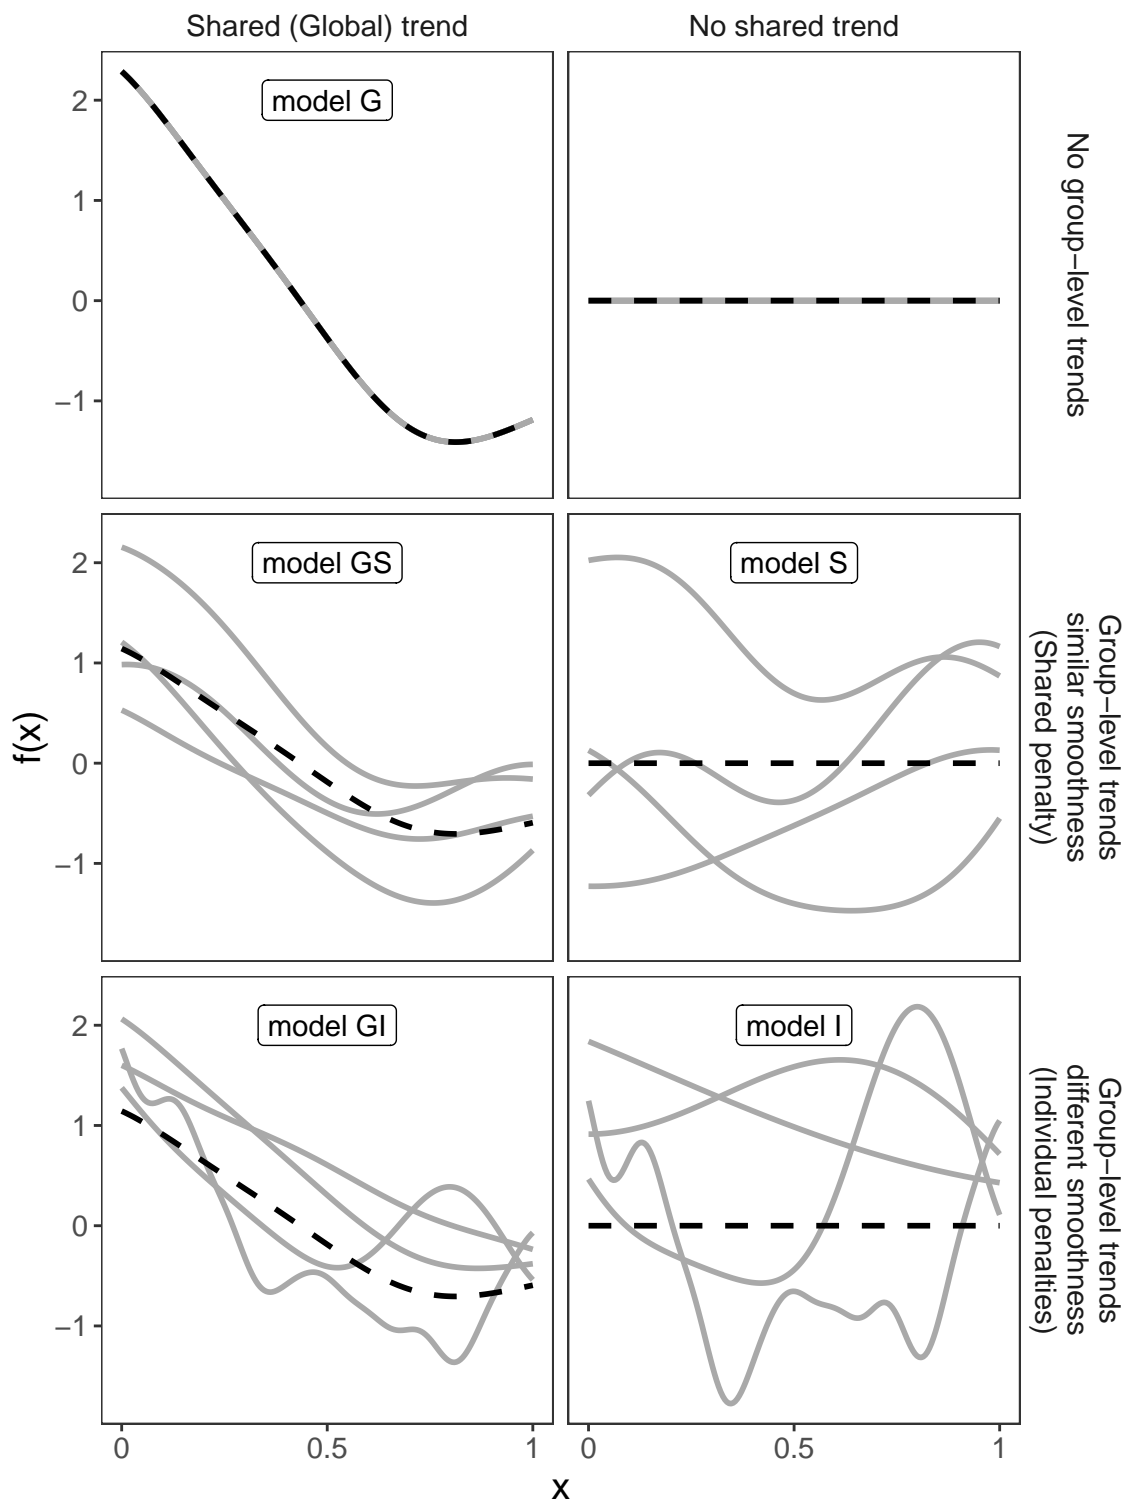 Shared (Global) trend
No shared trend
model G
2
1
0
−1
No group−level trends
model GS
model S
2
1
0
−1
f(x)
Group−level trends
similar smoothness
(Shared penalty)
model GI
model I
2
1
0
−1
Group−level trends
different smoothness
(Individual penalties)
0
0.5
1
0
0.5
1
x